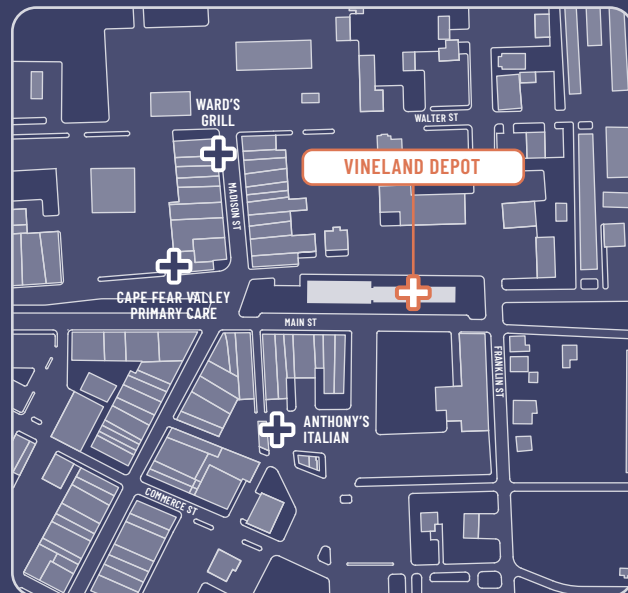 WARD'S
GRILL
WALTER ST
VINELAND DEPOT
MADISON ST
CAPE FEAR VALLEY
PRIMARY CARE
MAIN ST
FRANKLIN ST
ANTHONY'S
ITALIAN
COMMERCE ST